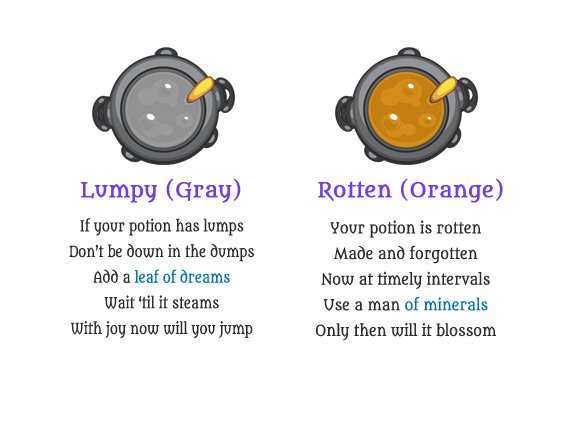 Lumpy (Gray)
If your potion has lumps
Don't be down in the dumps
Add a leaf of dreams
Wait 'til it steams
With joy now will you jump
Rotten (Orange)
Your potion is rotten
Made and forgotten
Now at timely intervals
Use a man of minerals
Only then will it blossom